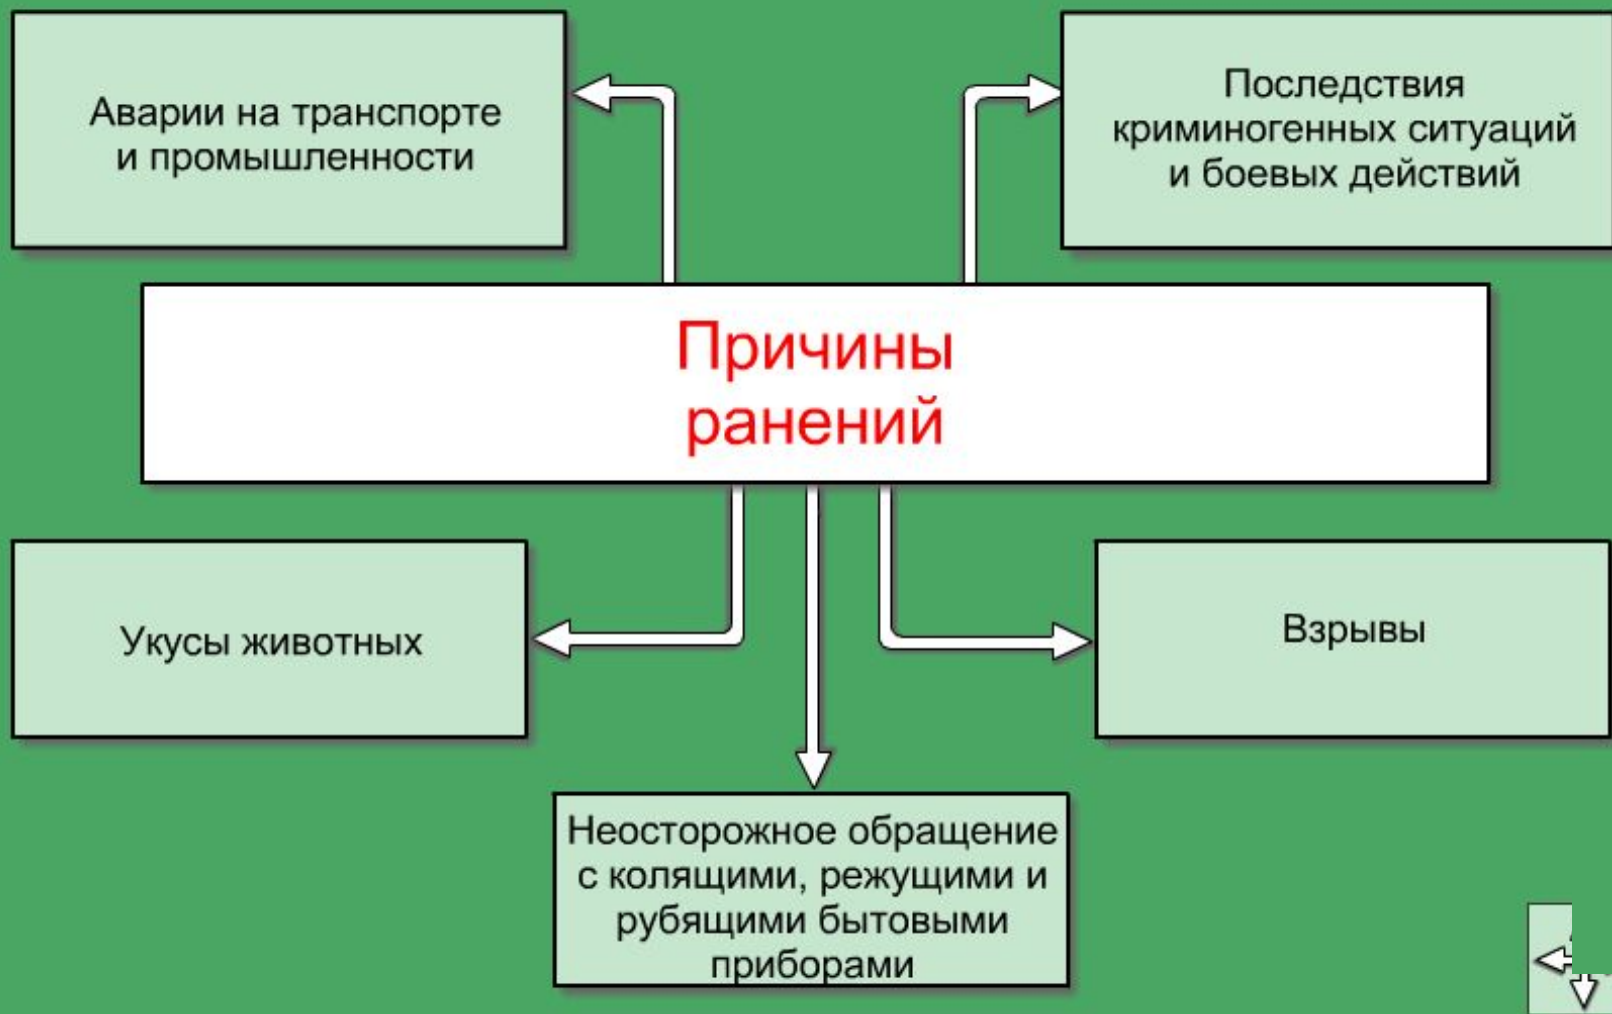 Аварии на транспорте
и промышленности
Последствия
криминогенных ситуаций
и боевых действий
Причины
ранений
Укусы животных
Взрывы
Неосторожное обращение
с колящими, режущими и
рубящими бытовыми
приборами